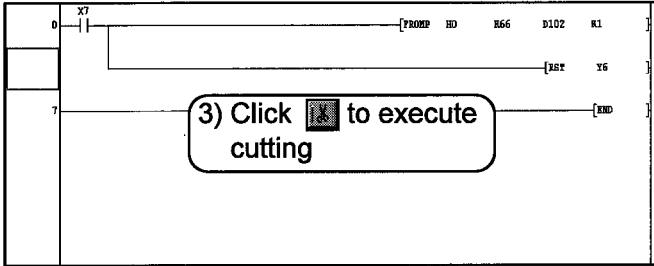 X7
0 [FROMP H0 K66 D102 K1 ]
[RST Y6 ]
7 [END ]
3) Click to execute
cutting